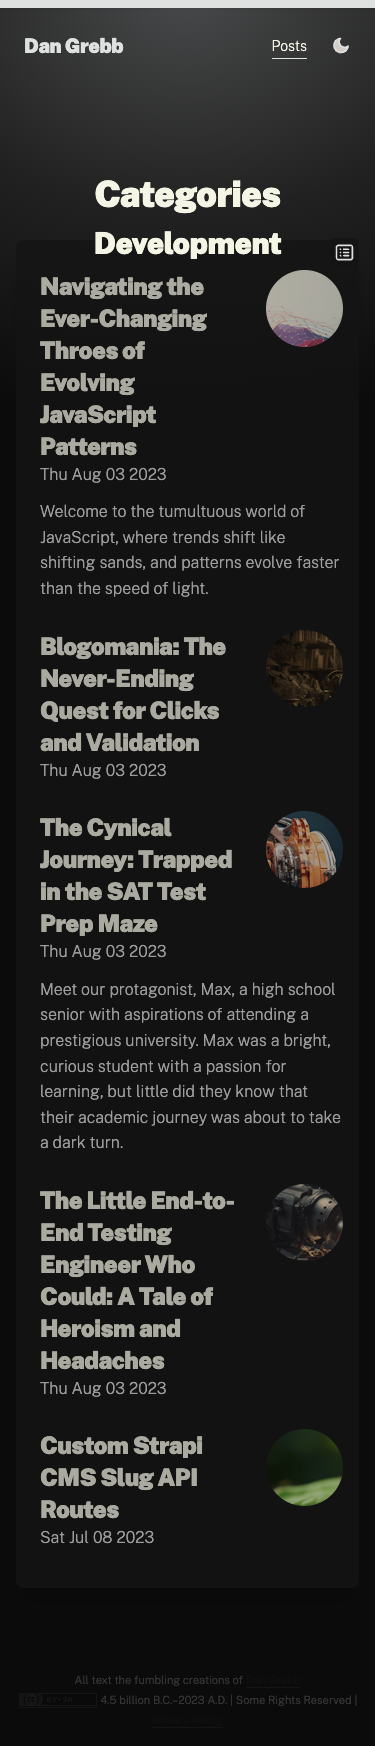 Dan Grebb
Posts
Categories
Development
Navigating the
Ever-Changing
Throes of
Evolving
JavaScript
Patterns
Thu Aug 03 2023
Welcome to the tumultuous world of
JavaScript, where trends shift like
shifting sands, and patterns evolve faster
than the speed of light.
Blogomania: The
Never-Ending
Quest for Clicks
and Validation
Thu Aug 03 2023
The Cynical
Journey: Trapped
in the SAT Test
Prep Maze
Thu Aug 03 2023
Meet our protagonist, Max, a high school
senior with aspirations of attending a
prestigious university. Max was a bright,
curious student with a passion for
learning, but little did they know that
their academic journey was about to take
a dark turn.
The Little End-to-
End Testing
Engineer Who
Could: A Tale of
Heroism and
Headaches
Thu Aug 03 2023
Custom Strapi
CMS Slug API
Routes
Sat Jul 08 2023
All text the fumbling creations of
4.5 billion B.C.–2023 A.D. | Some Rights Reserved |